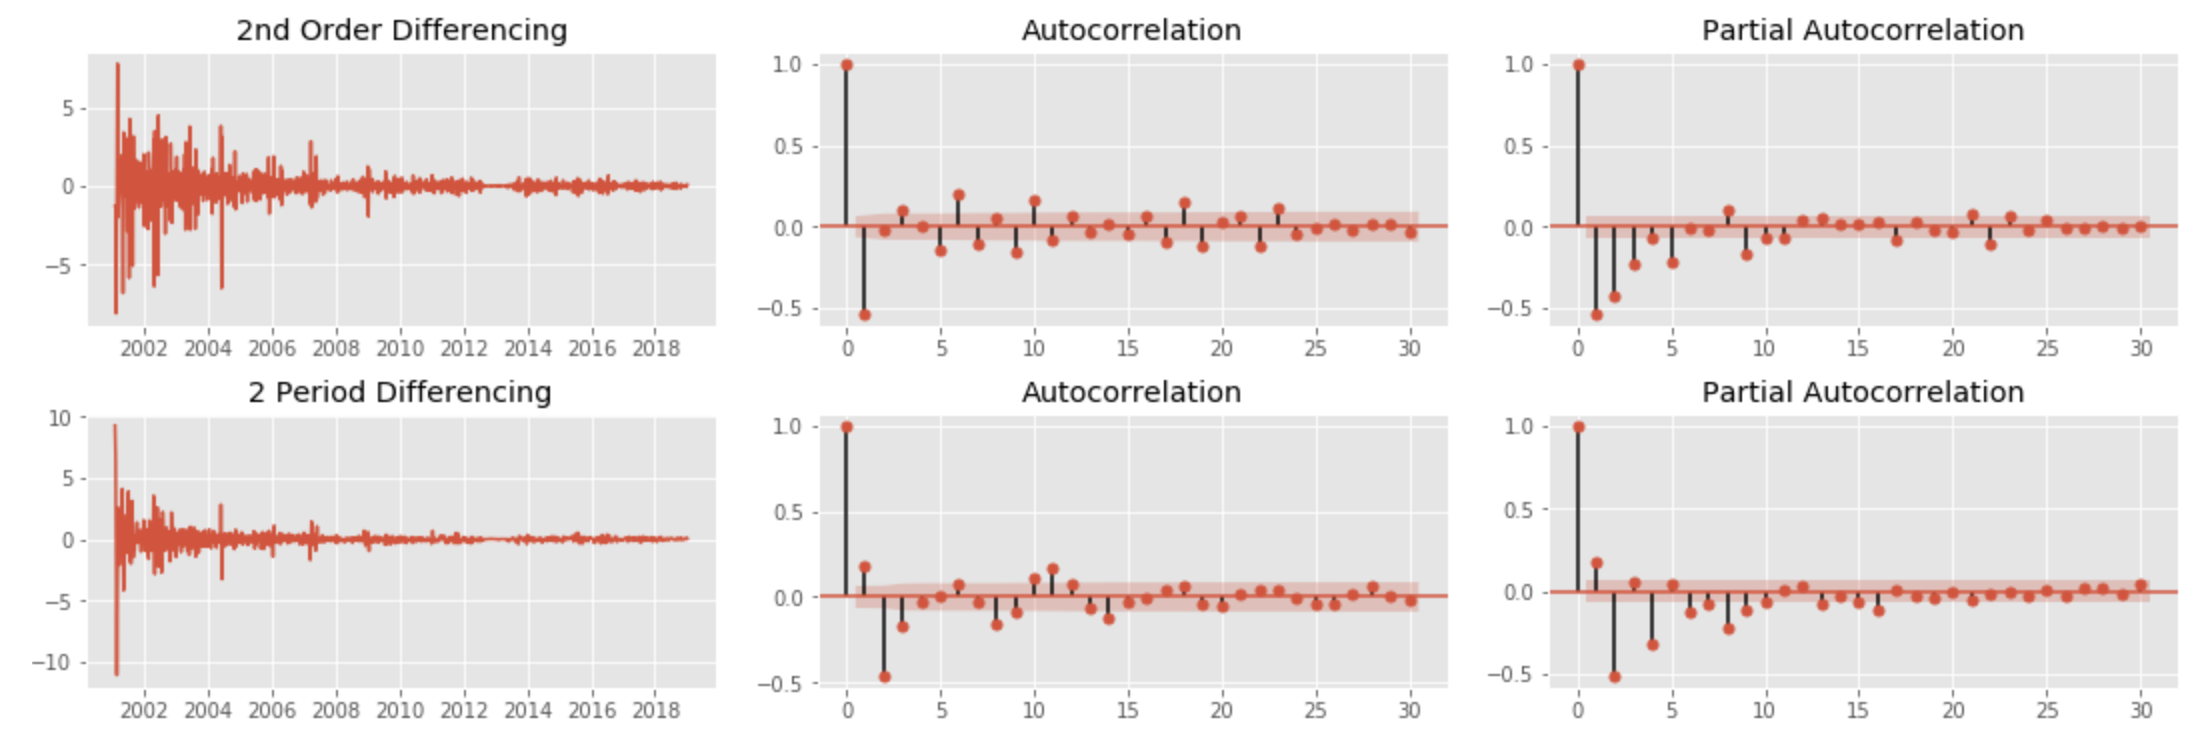 2nd Order Differencing
Autocorrelation
Partial Autocorrelation
5
0
−5
1.0
0.5
0.0
−0.5
1.0
0.5
0.0
−0.5
2002 2004 2006 2008 2010 2012 2014 2016 2018
0 5 10 15 20 25 30
0 5 10 15 20 25 30
2 Period Differencing
Autocorrelation
Partial Autocorrelation
10
5
0
−5
−10
1.0
0.5
0.0
−0.5
1.0
0.5
0.0
−0.5
2002 2004 2006 2008 2010 2012 2014 2016 2018
0 5 10 15 20 25 30
0 5 10 15 20 25 30